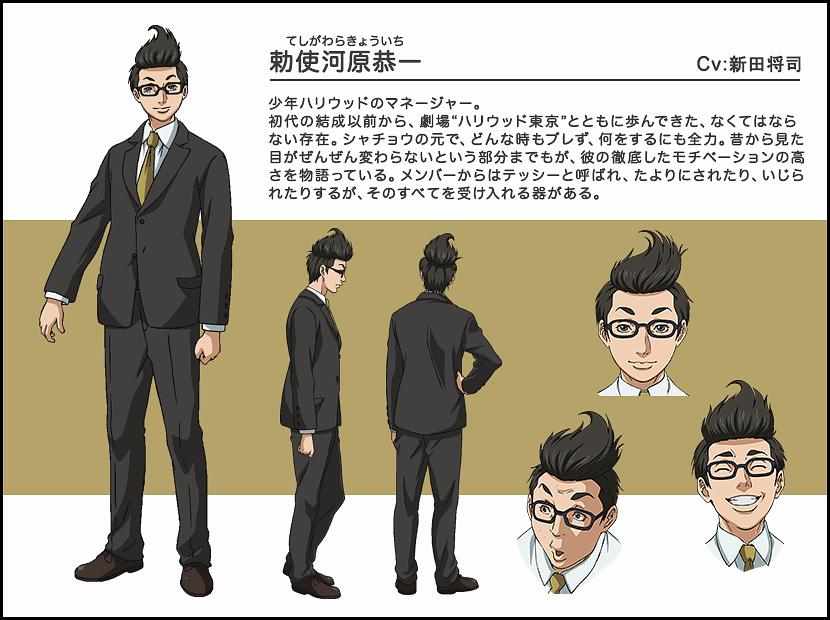 てしがわらきょういち
勅使河原恭一
Cv:新田将司
少年ハリウッドのマネージャー。
初代の結成以前から、劇場“ハリウッド東京”とともに歩んできた、なくてはなら
ない存在。シャチョウの元で、どんな時もブレず、何をするにも全力。昔から見た
目がぜんぜん変わらないという部分までもが、彼の徹底したモチベーションの高
さを物語っている。メンバーからはテッシーと呼ばれ、たよりにされたり、いじら
れたりするが、そのすべてを受け入れる器がある。